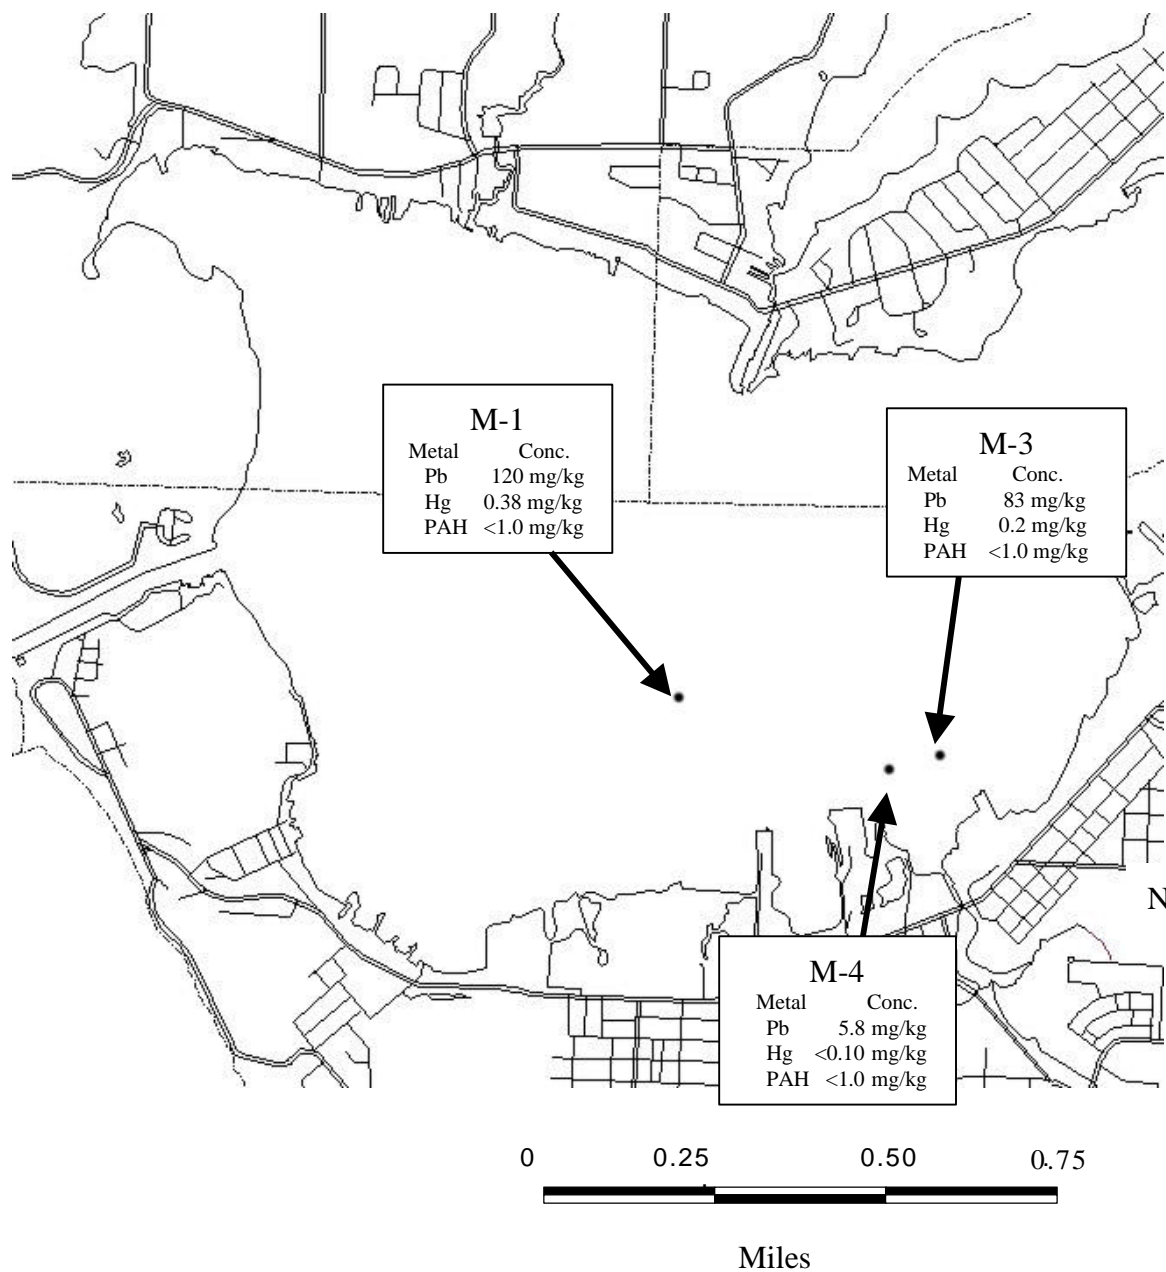 M-1
Metal Conc.
Pb 120 mg/kg
Hg 0.38 mg/kg
PAH <1.0 mg/kg
M-3
Metal Conc.
Pb 83 mg/kg
Hg 0.2 mg/kg
PAH <1.0 mg/kg
N
M-4
Metal Conc.
Pb 5.8 mg/kg
Hg <0.10 mg/kg
PAH <1.0 mg/kg
0 0.25 0.50 0.75
Miles